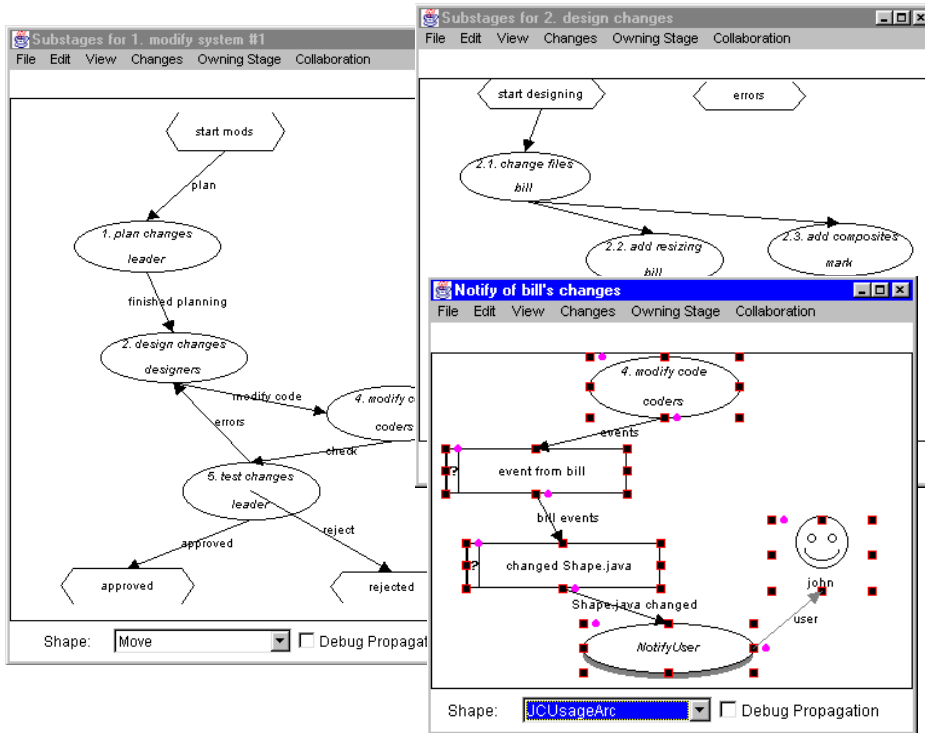 Substages for 1. modify system #1
File Edit View Changes Owning Stage Collaboration
start mods
plan
1. plan changes
leader
finished planning
2. design changes
designers
modify code
4. modify co
coders
errors
check
5. test changes
leader
approved
reject
approved
rejected
Shape: Move Debug Propagati
Substages for 2. design changes
File Edit View Changes Owning Stage Collaboration
start designing
errors
2.1. change files
bill
2.2. add resizing
bill
2.3. add composites
mark
Notify of bill's changes
File Edit View Changes Owning Stage Collaboration
4. modify code
coders
events
? event from bill
bill events
? changed Shape.java
john
Shape.java changed
user
NotifyUser
Shape: JCUsageArc Debug Propagation